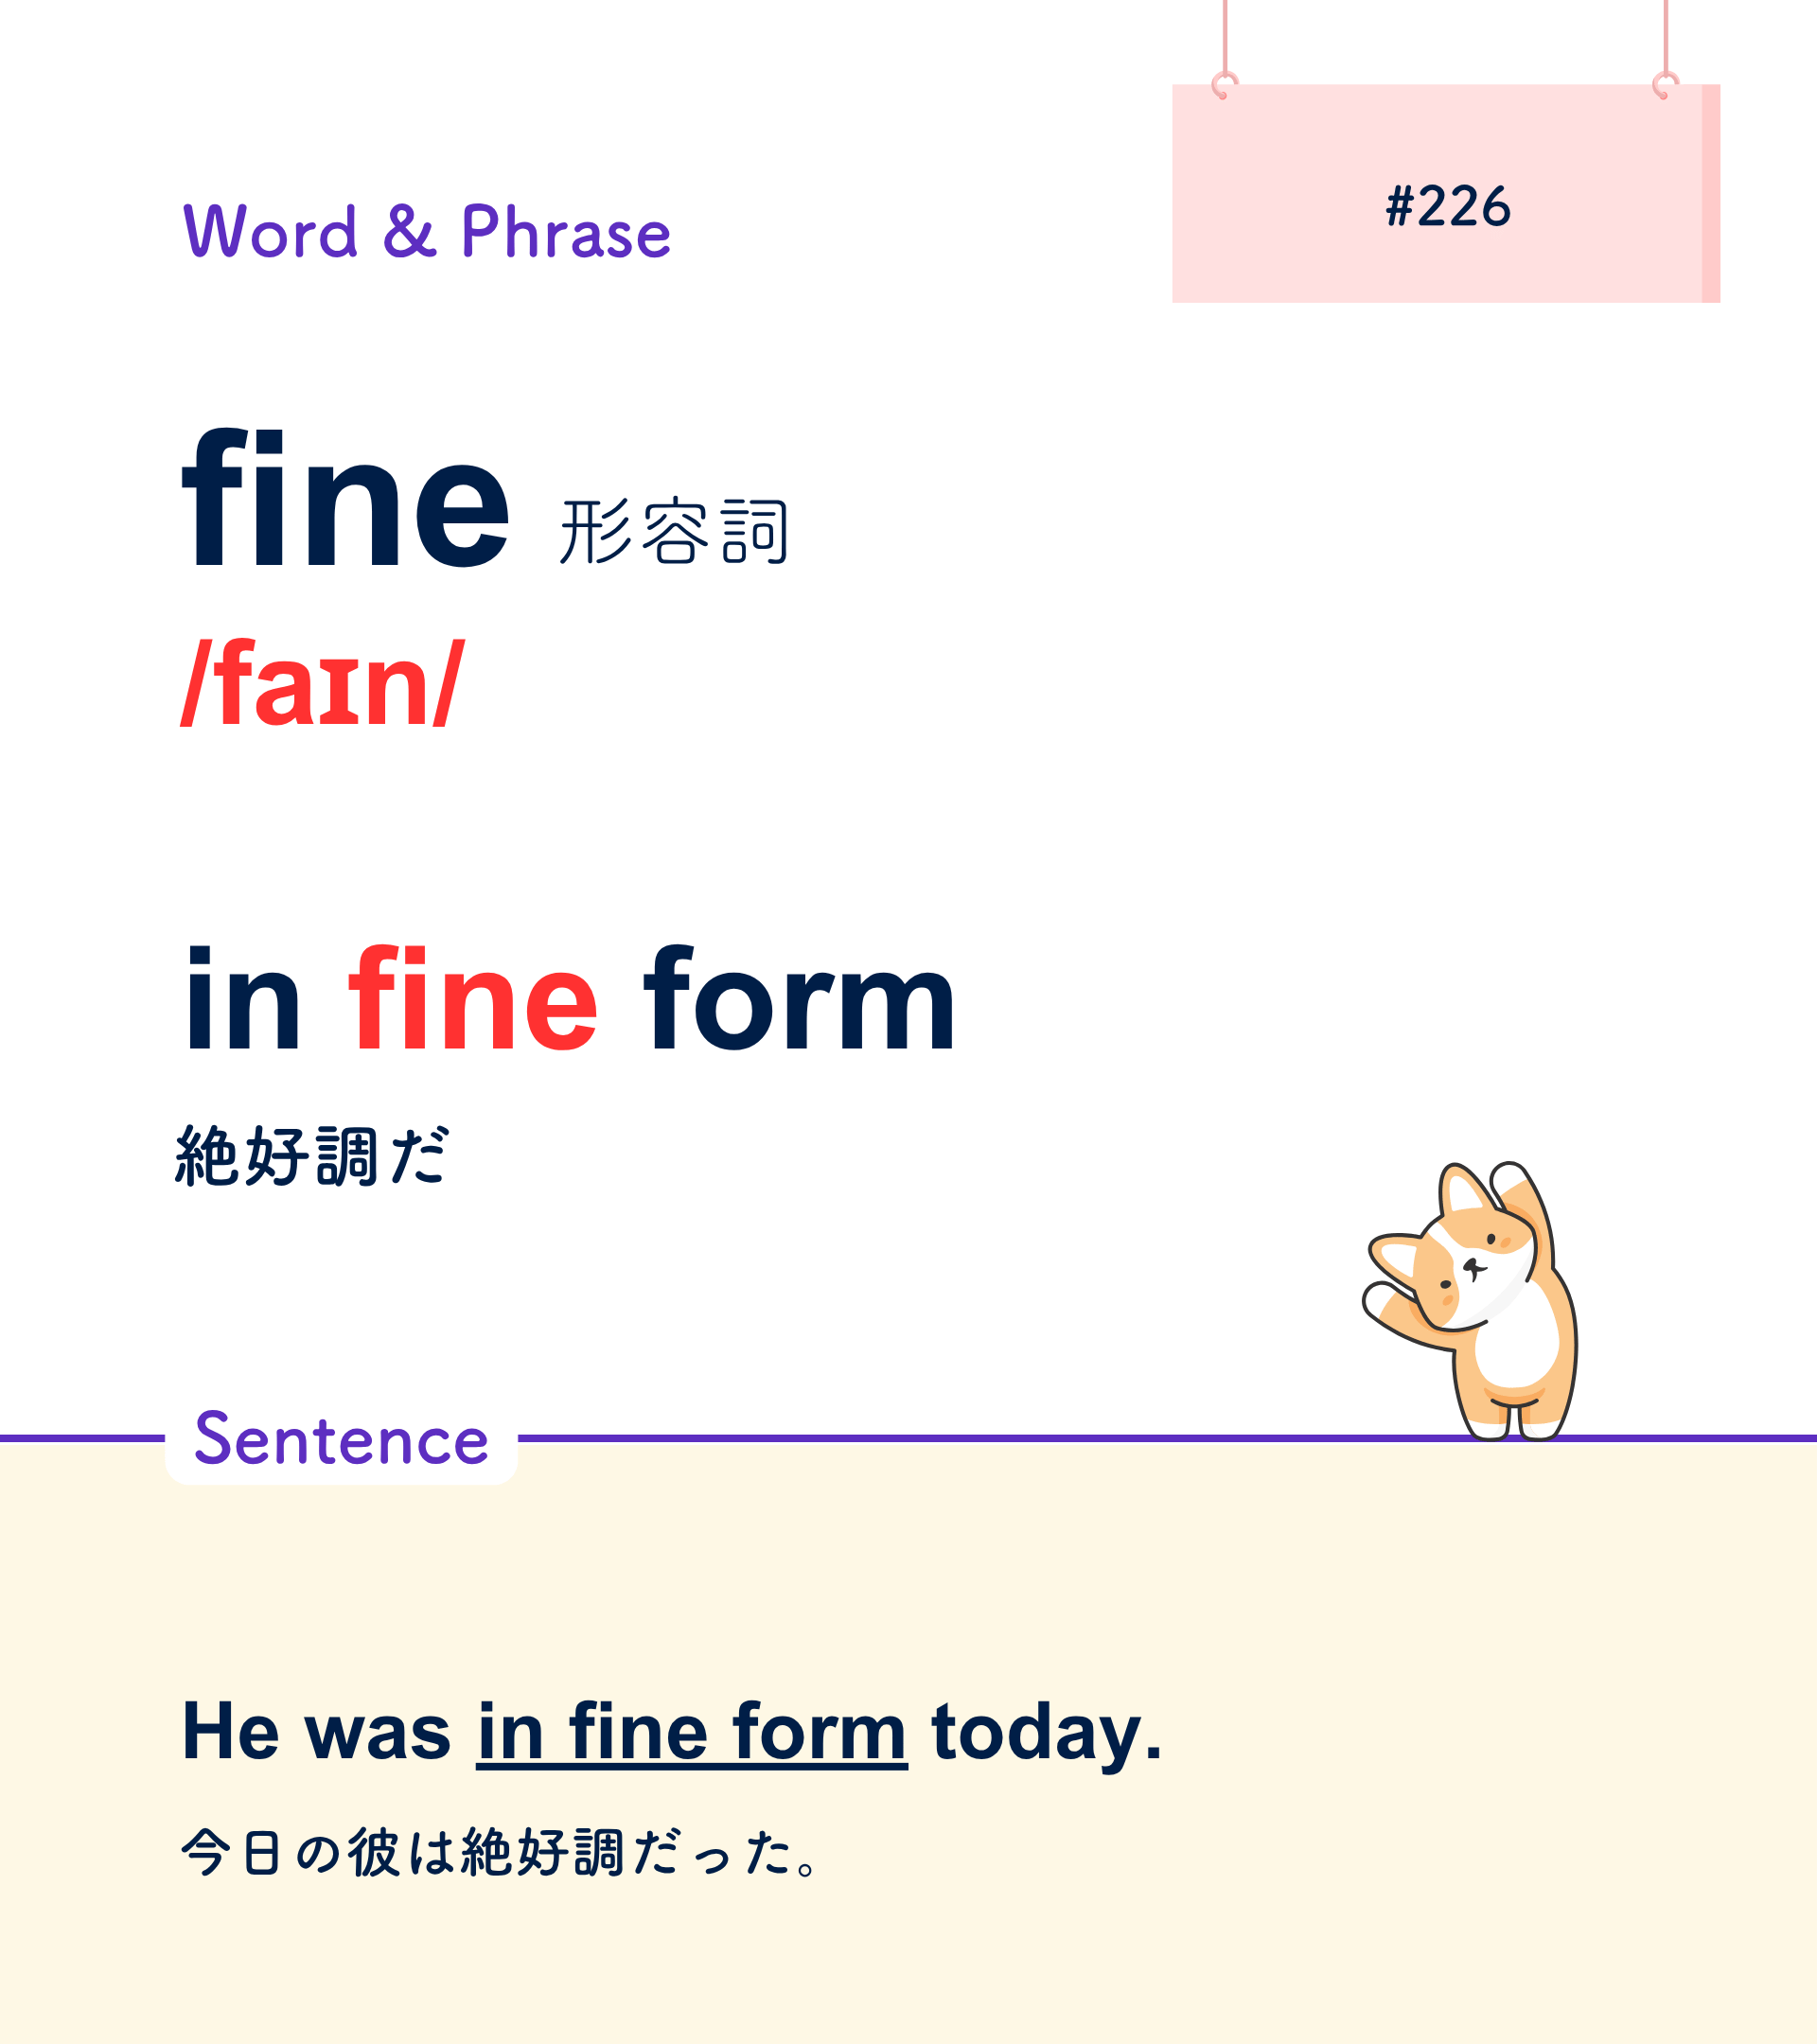 #226
Word & Phrase
fine 形容詞
/faɪn/
in fine form
絶好調だ
Sentence
He was in fine form today.
今日の彼は絶好調だった。